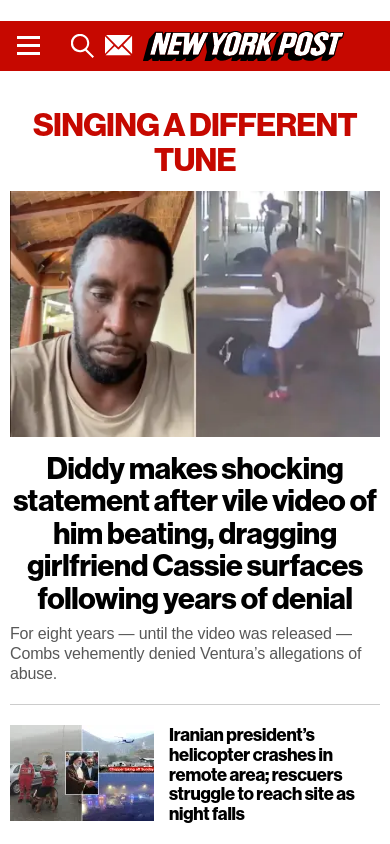 NEW YORK POST
SINGING A DIFFERENT
TUNE
Diddy makes shocking
statement after vile video of
him beating, dragging
girlfriend Cassie surfaces
following years of denial
For eight years — until the video was released —
Combs vehemently denied Ventura’s allegations of
abuse.
Iranian president’s
helicopter crashes in
remote area; rescuers
struggle to reach site as
night falls